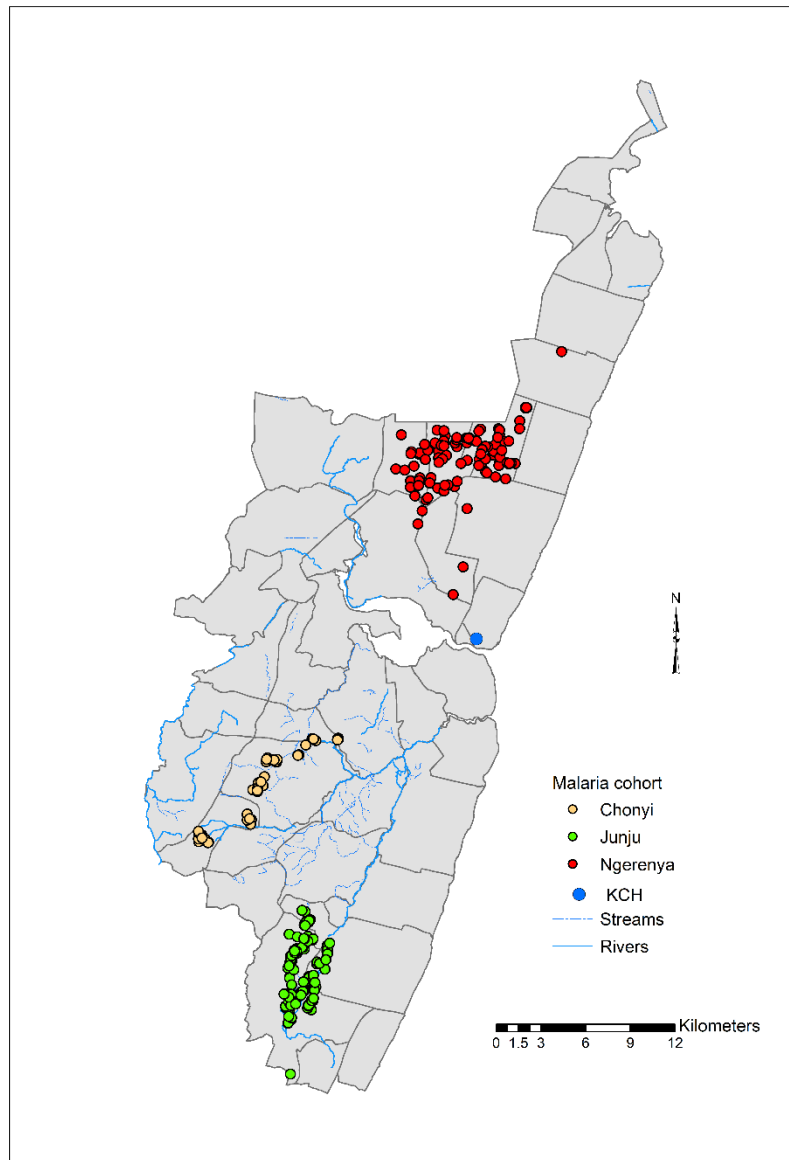 N
Malaria cohort
Chonyi
Junju
Ngerenya
KCH
Streams
Rivers
Kilometers
0 1.5 3 6 9 12